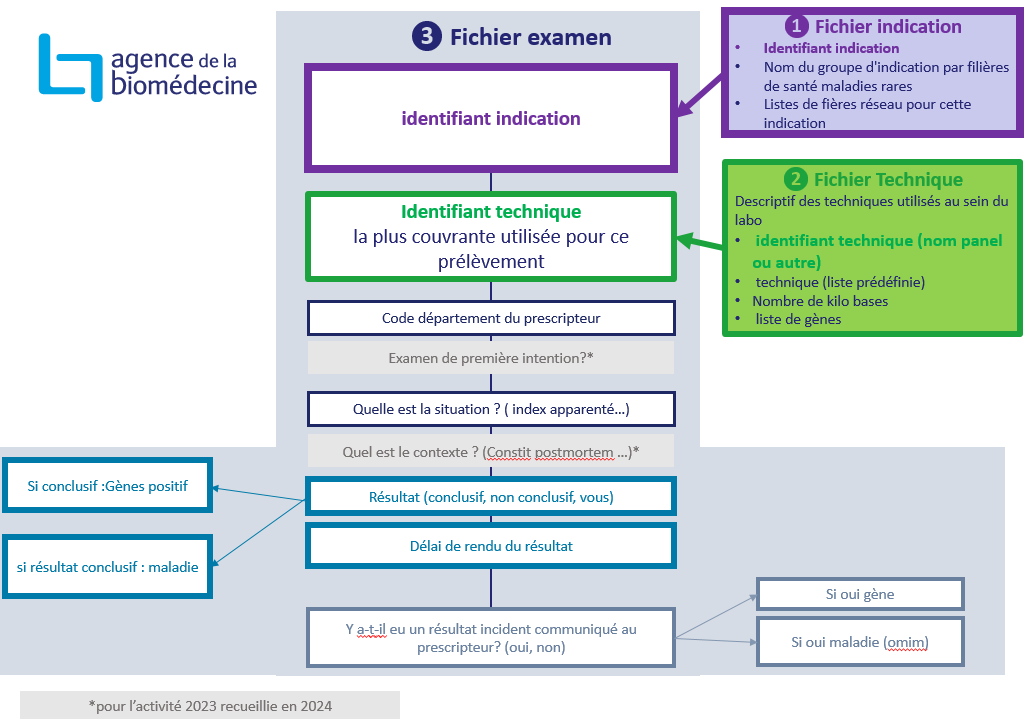 agence de la
biomédecine
3 Fichier examen
identifiant indication
Identifiant technique
la plus couvrante utilisée pour ce
prélèvement
Code département du prescripteur
Examen de première intention?*
Quelle est la situation ? ( index apparenté...)
Quel est le contexte ? (Constit postmortem ...)*
Résultat (conclusif, non conclusif, vous)
Délai de rendu du résultat
Y a-t-il eu un résultat incident communiqué au
prescripteur? (oui, non)
1 Fichier indication
• Identifiant indication
• Nom du groupe d'indication par filières
de santé maladies rares
• Listes de fières réseau pour cette
indication
2 Fichier Technique
Descriptif des techniques utilisés au sein du
labo
• identifiant technique (nom panel
ou autre)
• technique (liste prédéfinie)
• Nombre de kilo bases
• liste de gènes
Si conclusif :Gènes positif
si résultat conclusif : maladie
Si oui gène
Si oui maladie (omim)
*pour l'activité 2023 recueillie en 2024